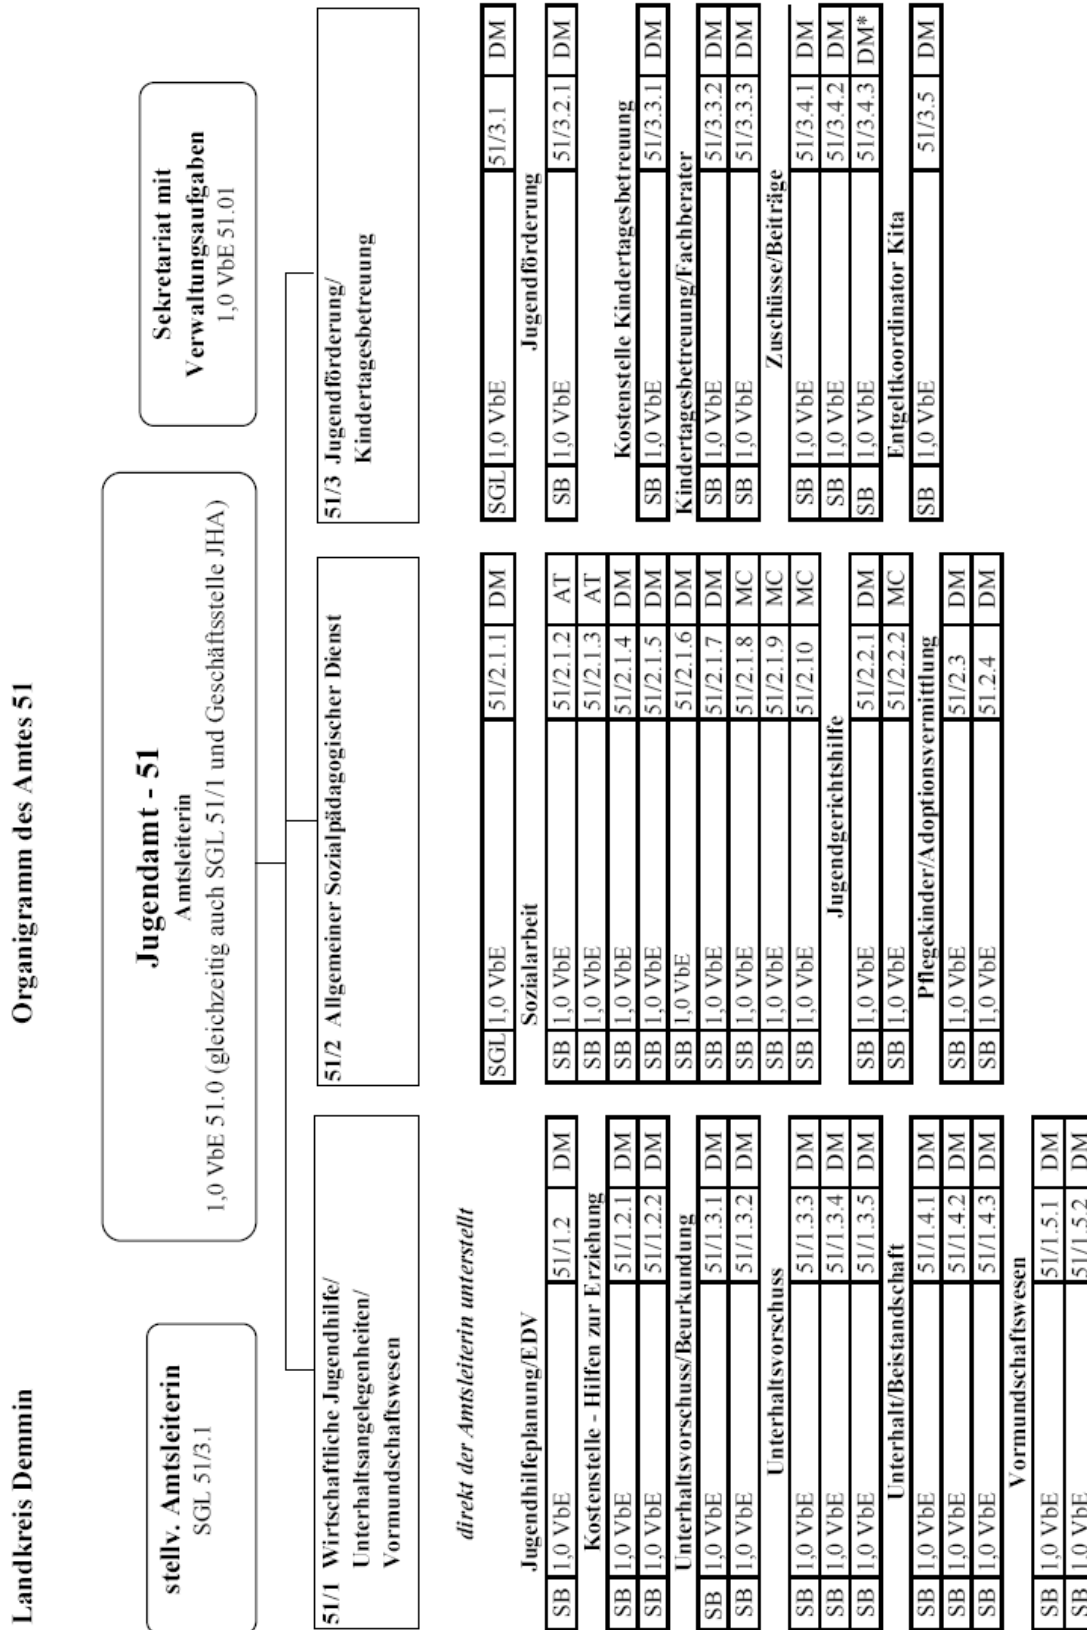 Landkreis Demmin
Organigramm des Amtes 51
stellv. Amtsleiterin
SGL 51/3.1
Jugendamt - 51
Amtsleiterin
1,0 VbE 51.0 (gleichzeitig auch SGL 51/1 und Geschäftsstelle JHA)
Sekretariat mit
Verwaltungsaufgaben
1,0 VbE 51.01
51/1 Wirtschaftliche Jugendhilfe/
Unterhaltsangelegenheiten/
Vormundschaftswesen
direkt der Amtsleiterin unterstellt
Jugendhilfeplanung/EDV
SB 1,0 VbE 51/1.2 DM
Kostenstelle - Hilfen zur Erziehung
SB 1,0 VbE 51/1.2.1 DM
SB 1,0 VbE 51/1.2.2 DM
Unterhaltsvorschuss/Beurkundung
SB 1,0 VbE 51/1.3.1 DM
SB 1,0 VbE 51/1.3.2 DM
Unterhaltsvorschuss
SB 1,0 VbE 51/1.3.3 DM
SB 1,0 VbE 51/1.3.4 DM
SB 1,0 VbE 51/1.3.5 DM
Unterhalt/Beistandschaft
SB 1,0 VbE 51/1.4.1 DM
SB 1,0 VbE 51/1.4.2 DM
SB 1,0 VbE 51/1.4.3 DM
Vormundschaftswesen
SB 1,0 VbE 51/1.5.1 DM
SB 1,0 VbE 51/1.5.2 DM
51/2 Allgemeiner Sozialpädagogischer Dienst
SGL 1,0 VbE 51/2.1.1 DM
Sozialarbeit
SB 1,0 VbE 51/2.1.2 AT
SB 1,0 VbE 51/2.1.3 AT
SB 1,0 VbE 51/2.1.4 DM
SB 1,0 VbE 51/2.1.5 DM
SB 1,0 VbE 51/2.1.6 DM
SB 1,0 VbE 51/2.1.7 DM
SB 1,0 VbE 51/2.1.8 MC
SB 1,0 VbE 51/2.1.9 MC
SB 1,0 VbE 51/2.10 MC
Jugendgerichtshilfe
SB 1,0 VbE 51/2.2.1 DM
SB 1,0 VbE 51/2.2.2 MC
Pflegekinder/Adoptionsvermittlung
SB 1,0 VbE 51/2.3 DM
SB 1,0 VbE 51.2.4 DM
51/3 Jugendförderung/
Kindertagesbetreuung
SGL 1,0 VbE 51/3.1 DM
Jugendförderung
SB 1,0 VbE 51/3.2.1 DM
Kostenstelle Kindertagesbetreuung
SB 1,0 VbE 51/3.3.1 DM
Kindertagesbetreuung/Fachberater
SB 1,0 VbE 51/3.3.2 DM
SB 1,0 VbE 51/3.3.3 DM
Zuschüsse/Beiträge
SB 1,0 VbE 51/3.4.1 DM
SB 1,0 VbE 51/3.4.2 DM
SB 1,0 VbE 51/3.4.3 DM*
Entgeltkoordinator Kita
SB 1,0 VbE 51/3.5 DM